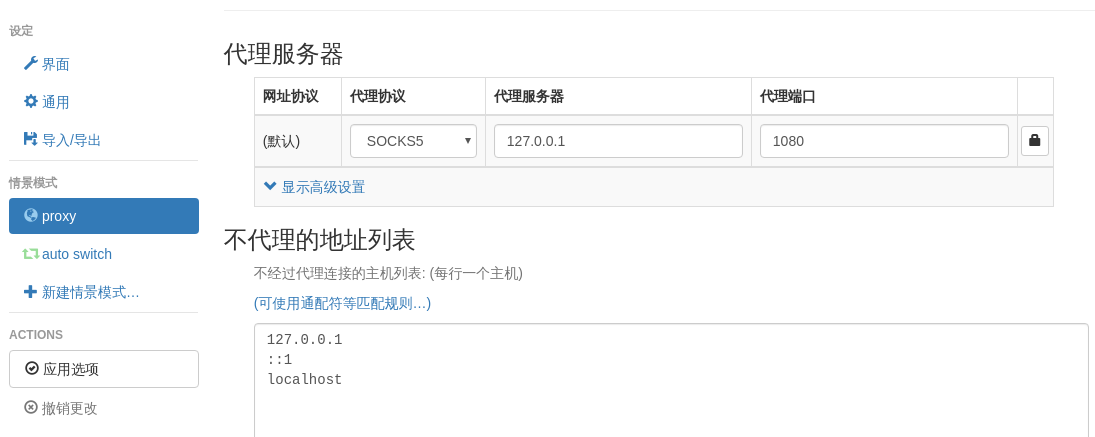 设定
界面
通用
导入/导出
情景模式
proxy
auto switch
新建情景模式…
ACTIONS
应用选项
撤销更改
代理服务器
网址协议 代理协议 代理服务器 代理端口
(默认) SOCKS5 127.0.0.1 1080
显示高级设置
不代理的地址列表
不经过代理连接的主机列表: (每行一个主机)
(可使用通配符等匹配规则…)
127.0.0.1
::1
localhost